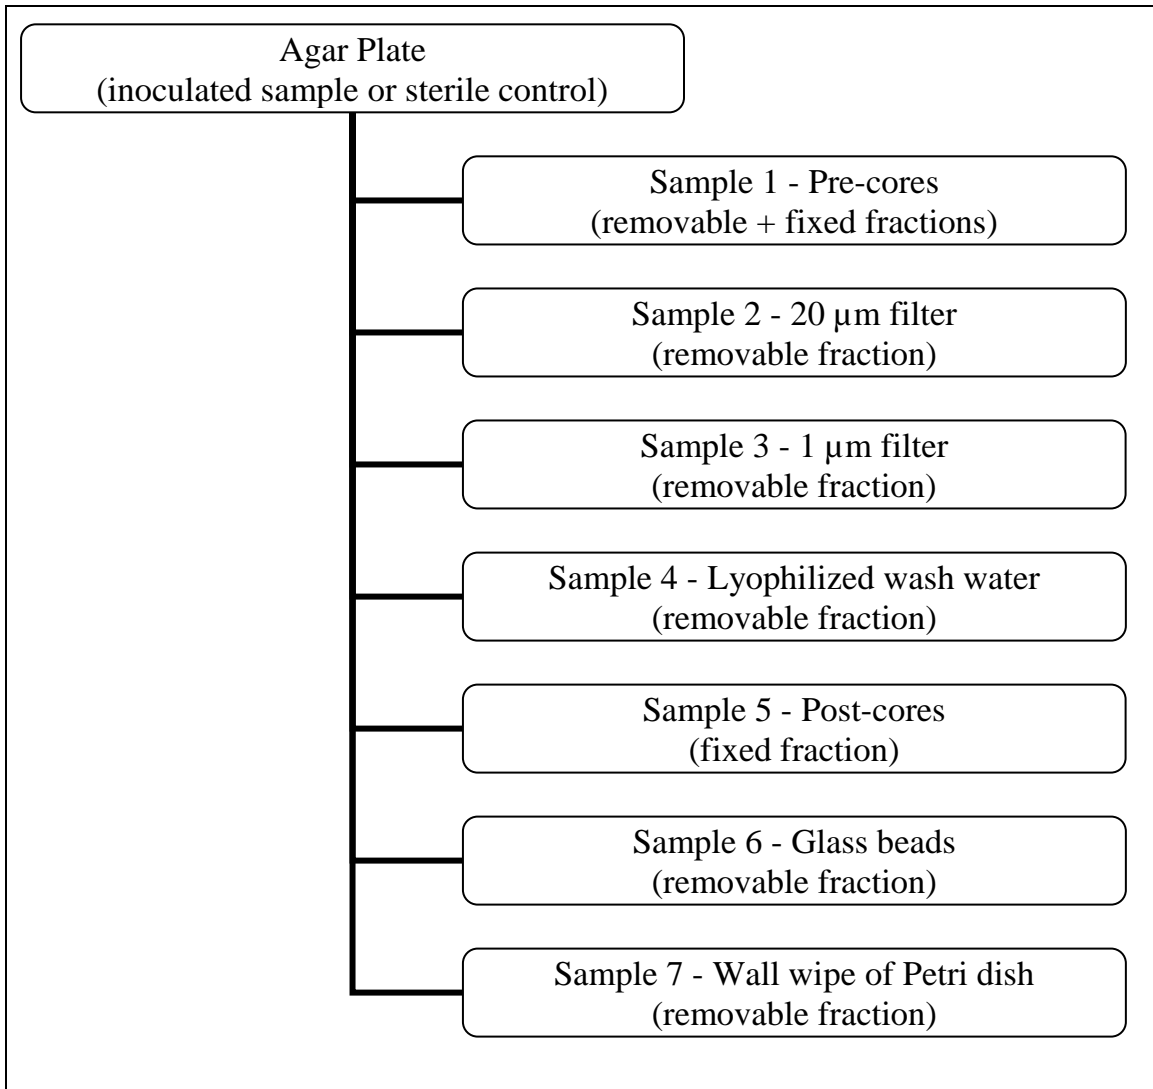 Agar Plate
(inoculated sample or sterile control)
Sample 1 - Pre-cores
(removable + fixed fractions)
Sample 2 - 20 µm filter
(removable fraction)
Sample 3 - 1 µm filter
(removable fraction)
Sample 4 - Lyophilized wash water
(removable fraction)
Sample 5 - Post-cores
(fixed fraction)
Sample 6 - Glass beads
(removable fraction)
Sample 7 - Wall wipe of Petri dish
(removable fraction)